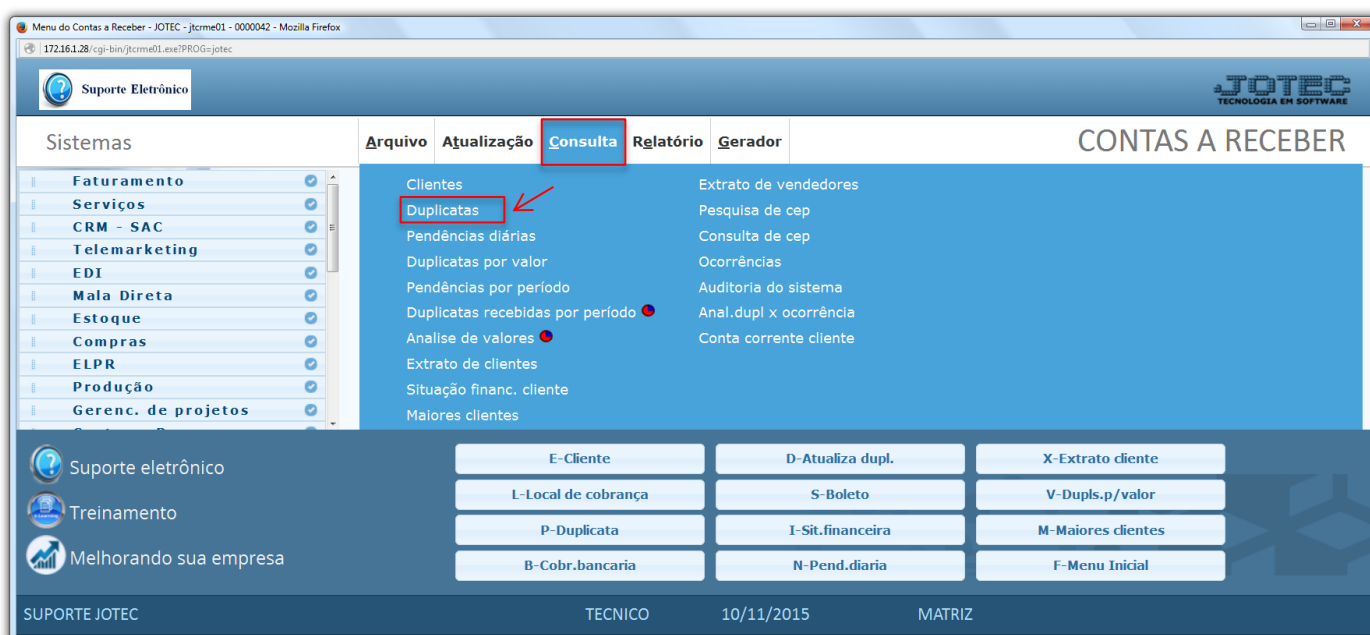 Menu do Contas a Receber - JOTEC - jtcrme01 - 0000042 - Mozilla Firefox
172.16.1.28/cgi-bin/jtcrme01.exe?PROG=jotec
Suporte Eletrônico
JOTEC
TECNOLOGIA EM SOFTWARE
Sistemas
Arquivo Atualização Consulta Relatório Gerador
CONTAS A RECEBER
Faturamento
Serviços
CRM - SAC
Telemarketing
EDI
Mala Direta
Estoque
Compras
ELPR
Produção
Gerenc. de projetos
Clientes
Duplicatas
Pendências diárias
Duplicatas por valor
Pendências por período
Duplicatas recebidas por período
Analise de valores
Extrato de clientes
Situação financ. cliente
Maiores clientes
Extrato de vendedores
Pesquisa de cep
Consulta de cep
Ocorrências
Auditoria do sistema
Anal.dupl x ocorrência
Conta corrente cliente
Suporte eletrônico
Treinamento
Melhorando sua empresa
E-Cliente D-Atualiza dupl. X-Extrato cliente
L-Local de cobrança S-Boleto V-Dupls.p/valor
P-Duplicata I-Sit.financeira M-Maiores clientes
B-Cobr.bancaria N-Pend.diaria F-Menu Inicial
SUPORTE JOTEC TECNICO 10/11/2015 MATRIZ